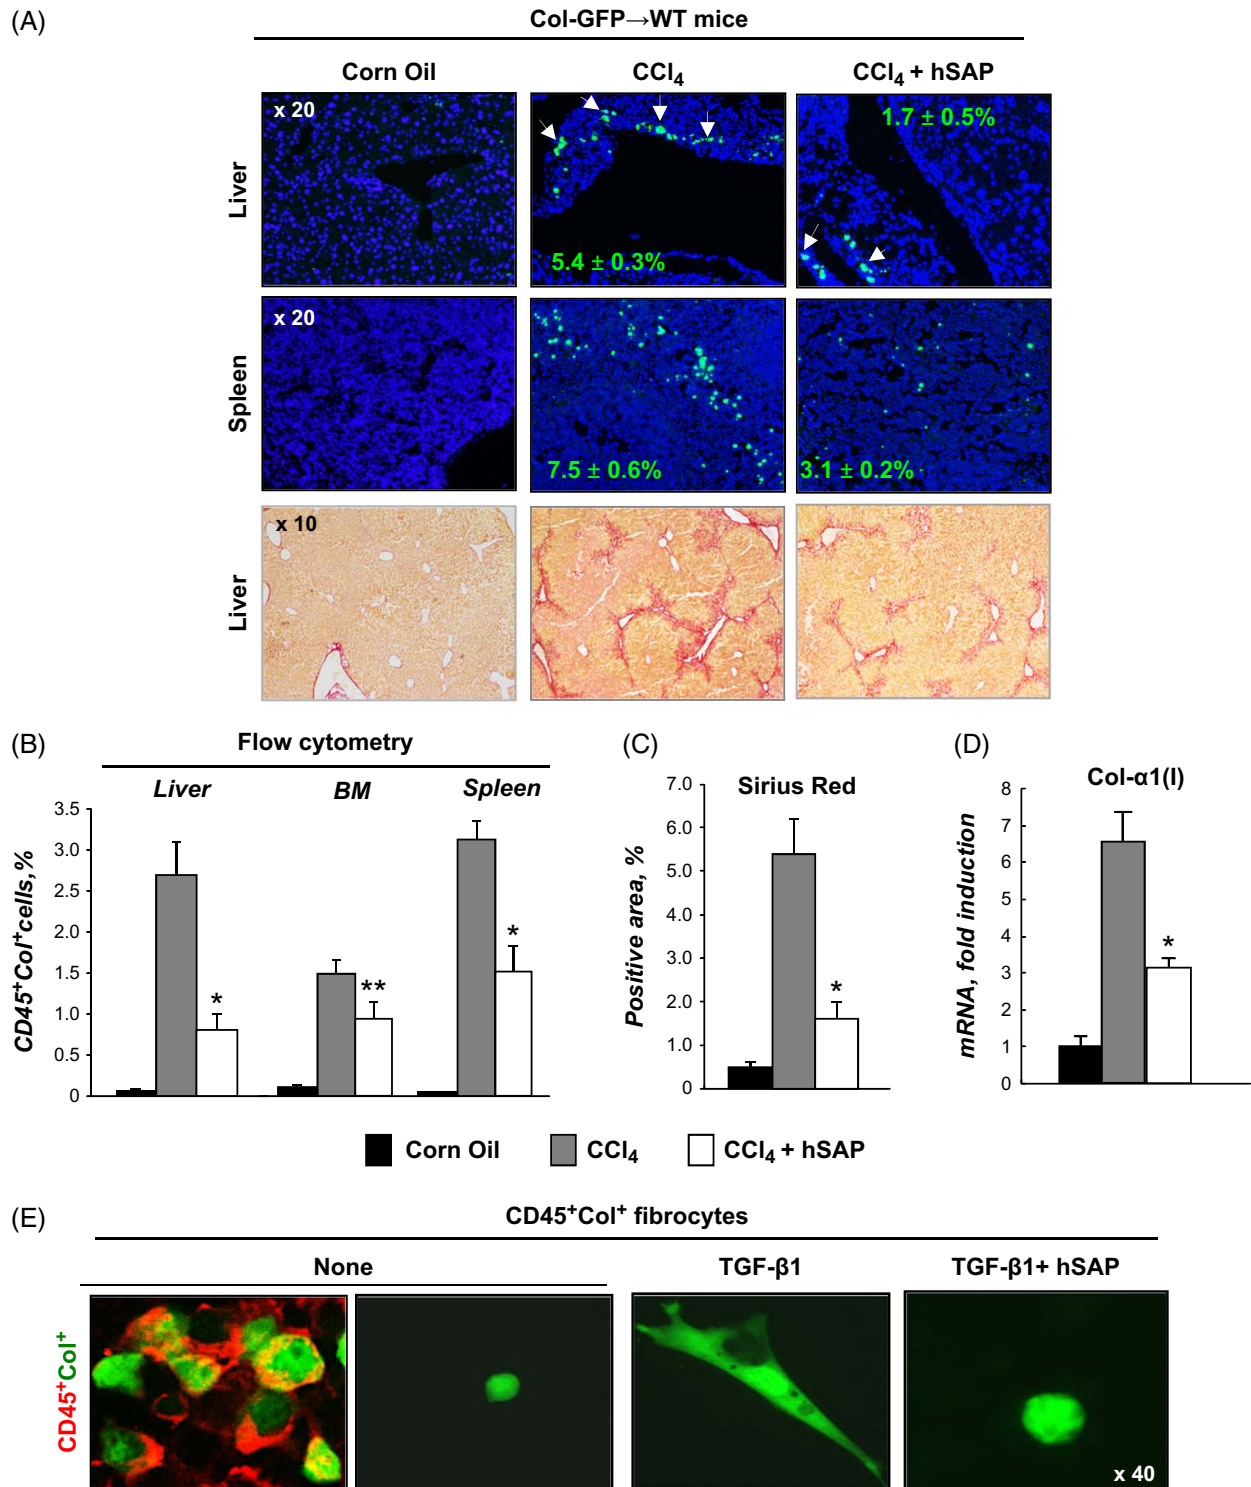 (A)
Col-GFP→WT mice
Corn Oil
CCl4
CCl4 + hSAP
Liver
x 20
5.4 ± 0.3%
1.7 ± 0.5%
Spleen
x 20
7.5 ± 0.6%
3.1 ± 0.2%
Liver
x 10
(B)
Flow cytometry
Liver
BM
Spleen
CD45+Col+cells,%
3.5
3.0
2.5
2.0
1.5
1.0
0.5
0
*
**
*
(C)
Sirius Red
Positive area, %
7.0
6.0
5.0
4.0
3.0
2.0
1.0
0
*
(D)
Col-α1(I)
mRNA, fold induction
8
7
6
5
4
3
2
1
0
*
Corn Oil
CCl4
CCl4 + hSAP
(E)
CD45+Col+ fibrocytes
None
TGF-β1
TGF-β1+ hSAP
CD45+Col+
x 40